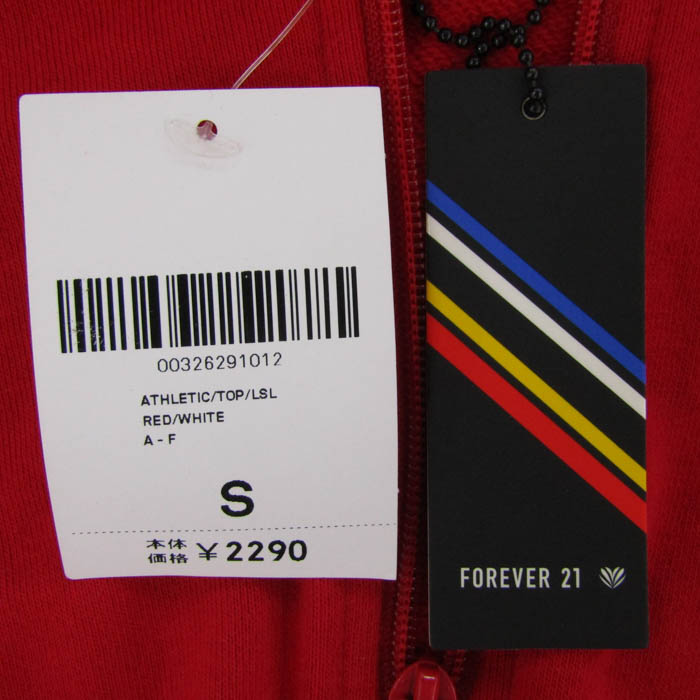 00326291012
ATHLETIC/TOP/LSL
RED/WHITE
A - F
S
本体
価格 ¥2290
FOREVER 21